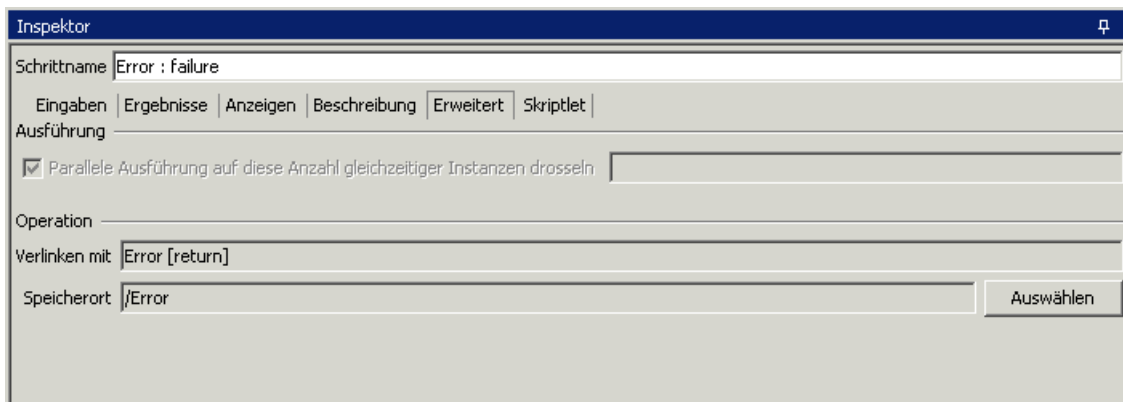 Inspektor
Schrittname Error : failure
Eingaben Ergebnisse Anzeigen Beschreibung Erweitert Skriptlet
Ausführung
Parallele Ausführung auf diese Anzahl gleichzeitiger Instanzen drosseln
Operation
Verlinken mit Error [return]
Speicherort /Error Auswählen